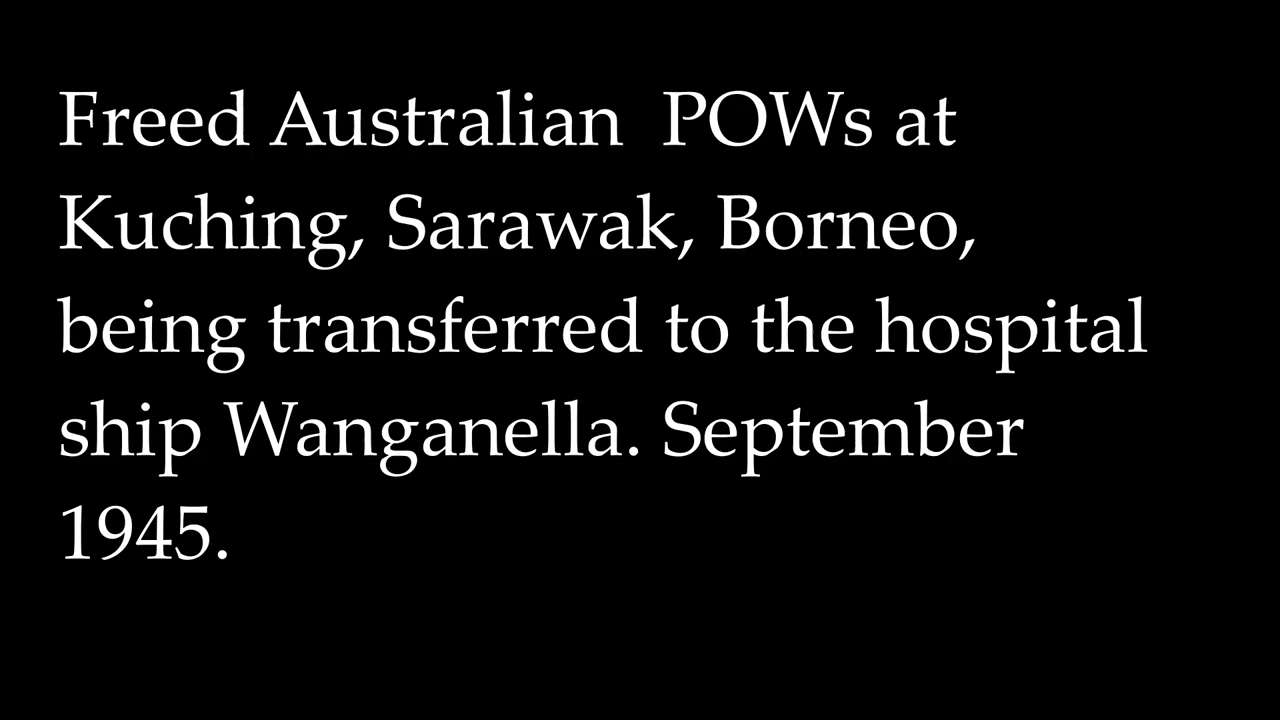 Freed Australian  POWs at
Kuching, Sarawak, Borneo,
being transferred to the hospital
ship Wanganella. September
1945.